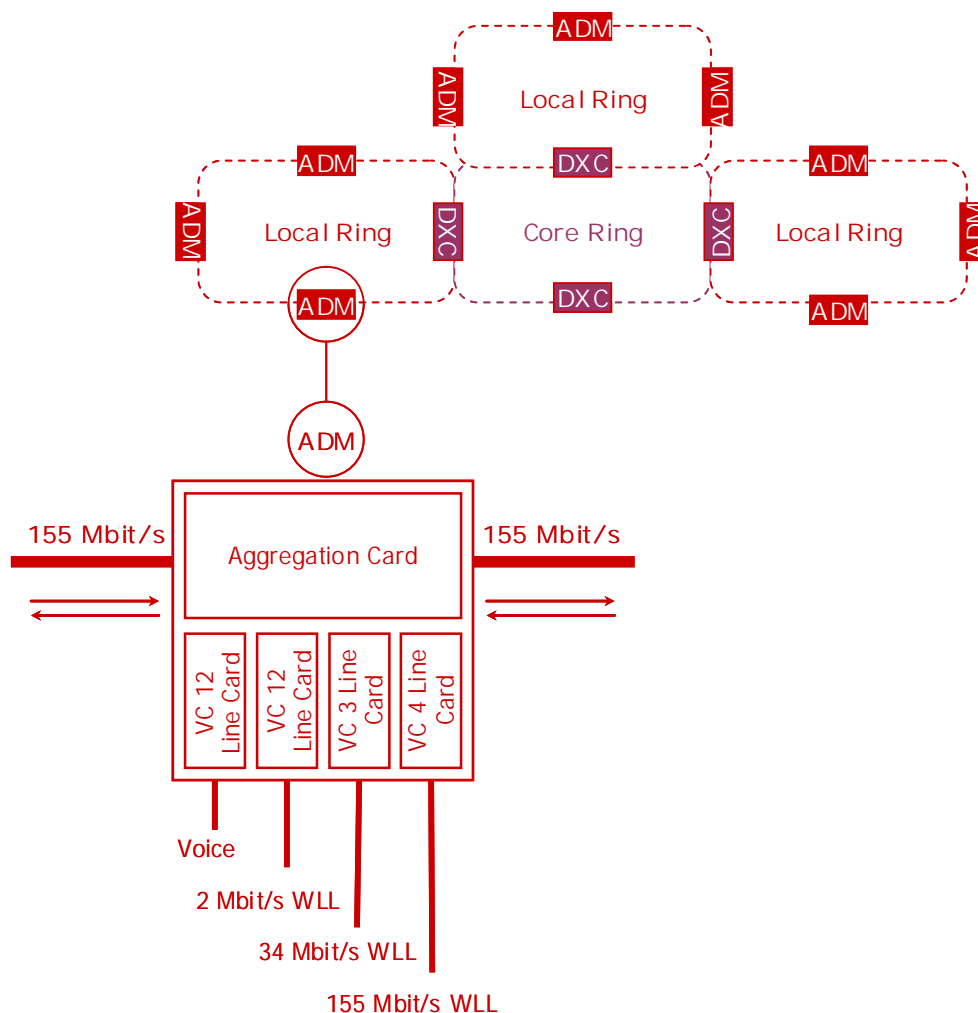 ADM
ADM
Local Ring
ADM
DXC
ADM
ADM
Local Ring
DXC
ADM
DXC
Core Ring
DXC
ADM
Local Ring
ADM
ADM
ADM
ADM
155 Mbit/s
155 Mbit/s
Aggregation Card
VC 12
Line Card
VC 12
Line Card
VC 3 Line
Card
VC 4 Line
Card
Voice
2 Mbit/s WLL
34 Mbit/s WLL
155 Mbit/s WLL